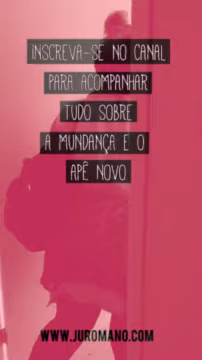 INSCREVA-SE NO CANAL
PARA ACOMPANHAR
TUDO SOBRE
A MUNDANÇA E O
APÊ NOVO
WWW.JUROMANO.COM